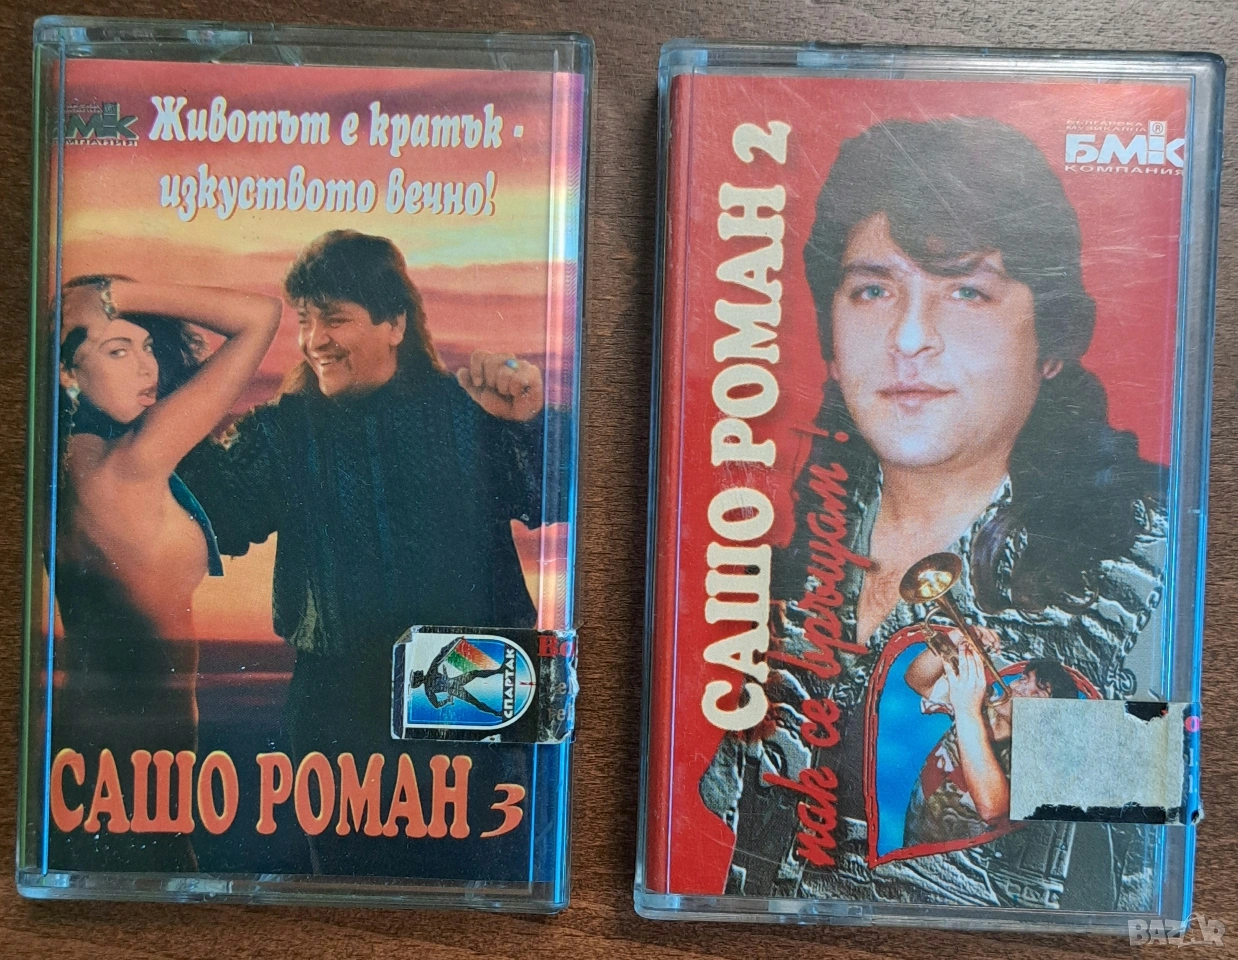 БМК
Животът е кратък -
изкуството вечно!
СПАРТАК
САШО РОМАН 3
САШО РОМАН 2
пак се връщам!
БЪЛГАРСКА
МУЗИКАЛНА
БМК ®
КОМПАНИЯ
BAZAR